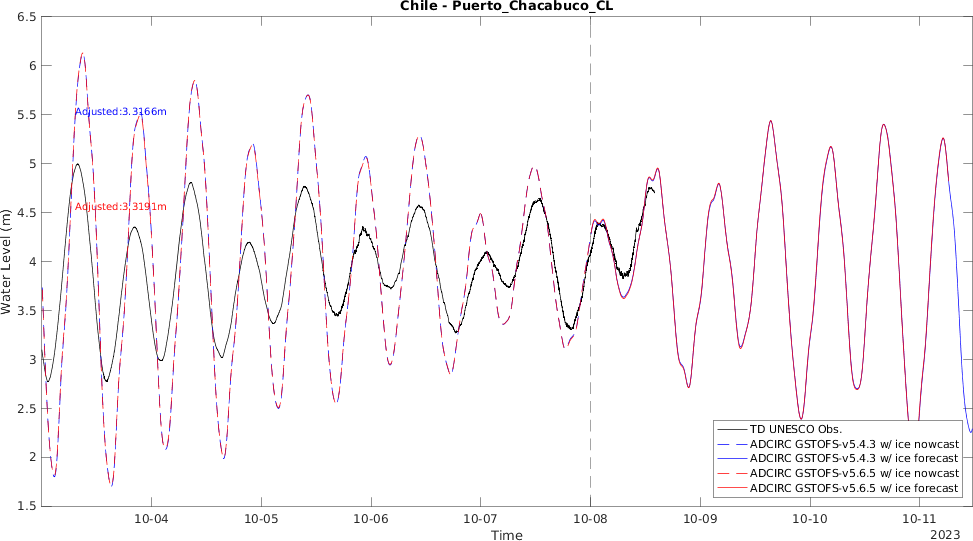 Chile - Puerto_Chacabuco_CL
6.5
6
5.5
5
4.5
4
3.5
3
2.5
2
1.5
Water Level (m)
Adjusted:3.3166m
Adjusted:3.3191m
TD UNESCO Obs.
ADCIRC GSTOFS-v5.4.3 w/ ice nowcast
ADCIRC GSTOFS-v5.4.3 w/ ice forecast
ADCIRC GSTOFS-v5.6.5 w/ ice nowcast
ADCIRC GSTOFS-v5.6.5 w/ ice forecast
10-04 10-05 10-06 10-07 10-08 10-09 10-10 10-11
Time
2023